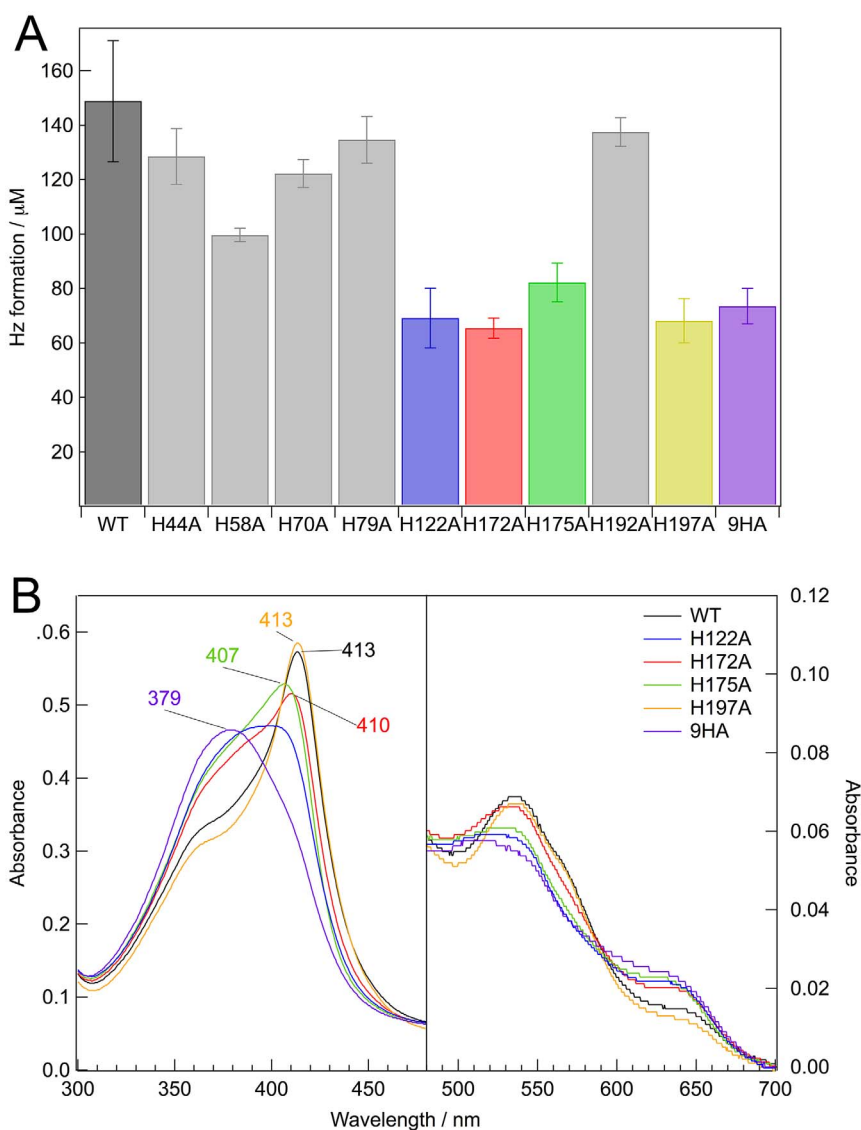 A
Hz formation / μM
160
140
120
100
80
60
40
20
WT H44A H58A H70A H79A H122A H172A H175A H192A H197A 9HA
B
Absorbance
.0.6
0.5
0.4
0.3
0.2
0.1
0.0
413
413
407
379
410
WT
H122A
H172A
H175A
H197A
9HA
0.12
0.10
0.08
0.06
0.04
0.02
0.00
Absorbance
300 350 400 450 500 550 600 650 700
Wavelength / nm